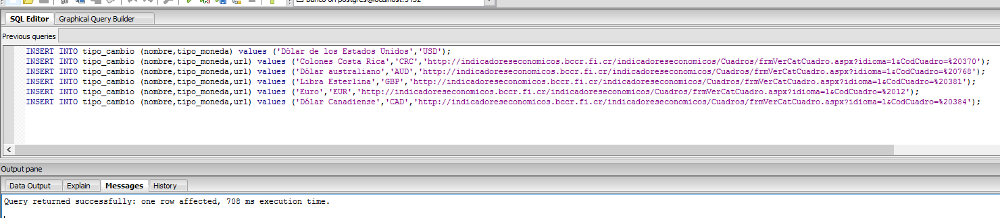 Banco on postgres@localhost:5432
SQL Editor Graphical Query Builder
Previous queries
INSERT INTO tipo_cambio (nombre,tipo_moneda) values ('Dólar de los Estados Unidos','USD');
INSERT INTO tipo_cambio (nombre,tipo_moneda,url) values ('Colones Costa Rica','CRC','http://indicadoreseconomicos.bccr.fi.cr/indicadoreseconomicos/Cuadros/frmVerCatCuadro.aspx?idioma=1&CodCuadro=%20370');
INSERT INTO tipo_cambio (nombre,tipo_moneda,url) values ('Dólar australiano','AUD','http://indicadoreseconomicos.bccr.fi.cr/indicadoreseconomicos/Cuadros/frmVerCatCuadro.aspx?idioma=1&CodCuadro=%20768');
INSERT INTO tipo_cambio (nombre,tipo_moneda,url) values ('Libra Esterlina','GBP','http://indicadoreseconomicos.bccr.fi.cr/indicadoreseconomicos/Cuadros/frmVerCatCuadro.aspx?idioma=1&CodCuadro=%20381');
INSERT INTO tipo_cambio (nombre,tipo_moneda,url) values ('Euro','EUR','http://indicadoreseconomicos.bccr.fi.cr/indicadoreseconomicos/Cuadros/frmVerCatCuadro.aspx?idioma=1&CodCuadro=%2012');
INSERT INTO tipo_cambio (nombre,tipo_moneda,url) values ('Dólar Canadiense','CAD','http://indicadoreseconomicos.bccr.fi.cr/indicadoreseconomicos/Cuadros/frmVerCatCuadro.aspx?idioma=1&CodCuadro=%20384');
Output pane
Data Output Explain Messages History
Query returned successfully: one row affected, 708 ms execution time.